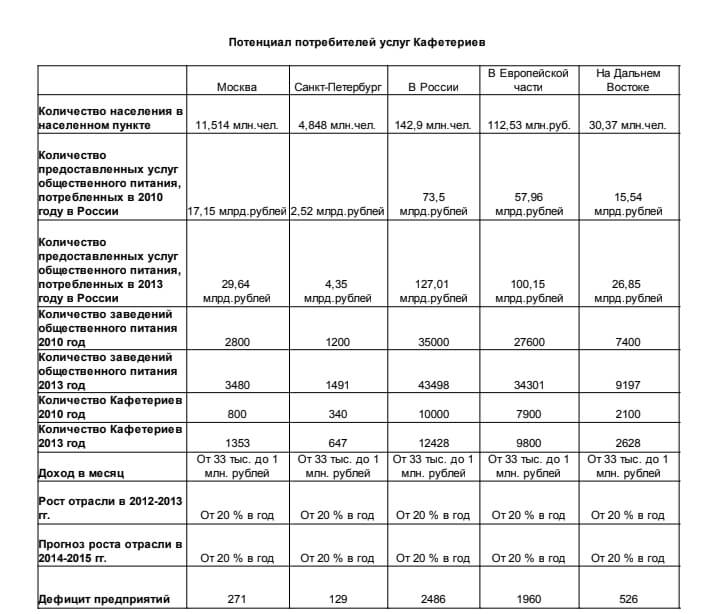 Потенциал потребителей услуг Кафетериев
Москва Санкт-Петербург В России В Европейской части На Дальнем Востоке
Количество населения в населенном пункте 11,514 млн.чел. 4,848 млн.чел. 142,9 млн.чел. 112,53 млн.руб. 30,37 млн.чел.
Количество предоставленных услуг общественного питания, потребленных в 2010 году в России 17,15 млрд.рублей 2,52 млрд.рублей 73,5 млрд.рублей 57,96 млрд.рублей 15,54 млрд.рублей
Количество предоставленных услуг общественного питания, потребленных в 2013 году в России 29,64 млрд.рублей 4,35 млрд.рублей 127,01 млрд.рублей 100,15 млрд.рублей 26,85 млрд.рублей
Количество заведений общественного питания 2010 год 2800 1200 35000 27600 7400
Количество заведений общественного питания 2013 год 3480 1491 43498 34301 9197
Количество Кафетериев 2010 год 800 340 10000 7900 2100
Количество Кафетериев 2013 год 1353 647 12428 9800 2628
Доход в месяц От 33 тыс. до 1 млн. рублей От 33 тыс. до 1 млн. рублей От 33 тыс. до 1 млн. рублей От 33 тыс. до 1 млн. рублей От 33 тыс. до 1 млн. рублей
Рост отрасли в 2012-2013 гг. От 20 % в год От 20 % в год От 20 % в год От 20 % в год От 20 % в год
Прогноз роста отрасли в 2014-2015 гг. От 20 % в год От 20 % в год От 20 % в год От 20 % в год От 20 % в год
Дефицит предприятий 271 129 2486 1960 526